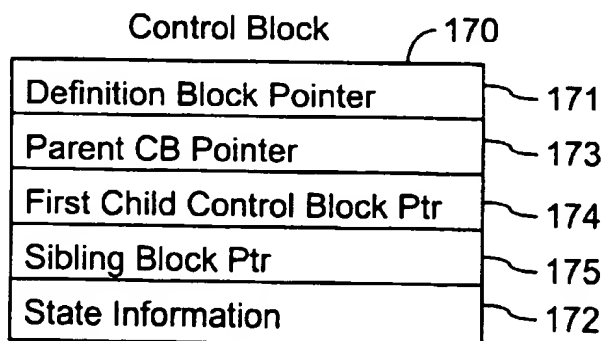 Control Block
170
Definition Block Pointer 171
Parent CB Pointer 173
First Child Control Block Ptr 174
Sibling Block Ptr 175
State Information 172